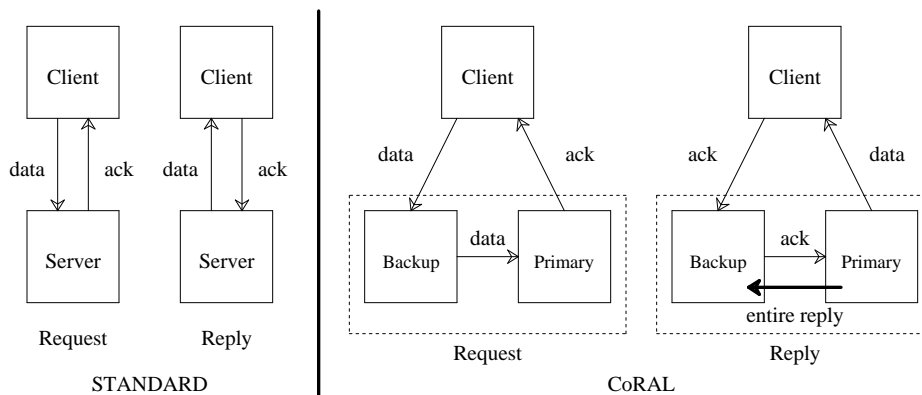 Client
Client
data
ack
data
ack
Server
Server
Request
Reply
STANDARD
Client
Client
data
ack
ack
data
data
ack
Backup
Primary
Backup
Primary
entire reply
Request
Reply
CoRAL